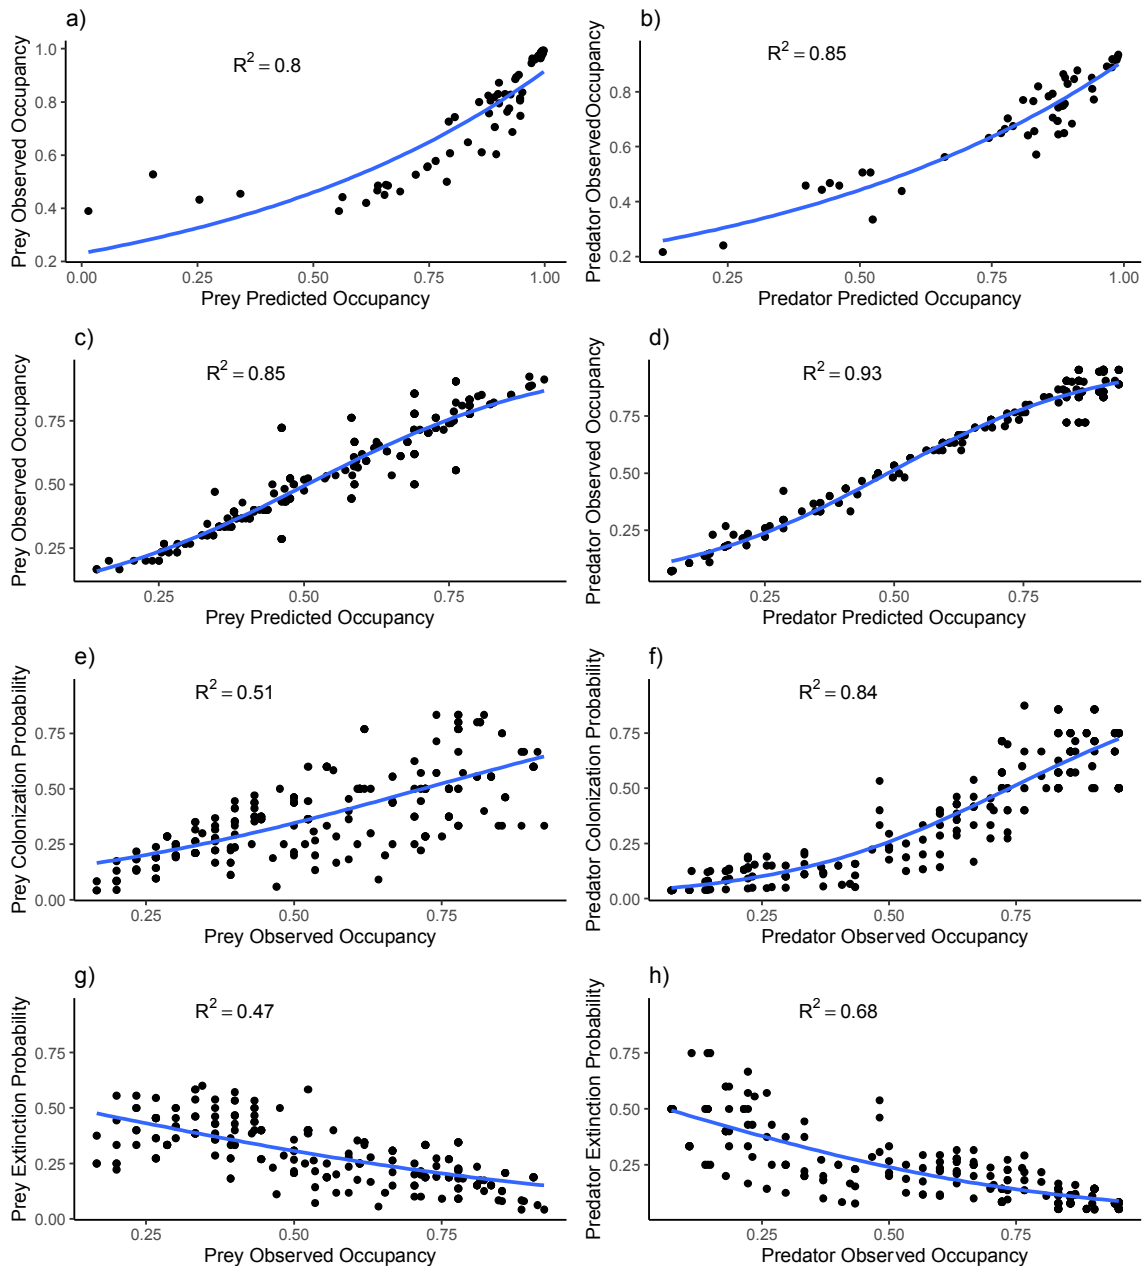 a)
R² = 0.8
Prey Observed Occupancy
1.0
0.8
0.6
0.4
0.2
0.00 0.25 0.50 0.75 1.00
Prey Predicted Occupancy
b)
R² = 0.85
Predator ObservedOccupancy
0.8
0.6
0.4
0.2
0.25 0.50 0.75 1.00
Predator Predicted Occupancy
c)
R² = 0.85
Prey Observed Occupancy
0.75
0.50
0.25
0.25 0.50 0.75
Prey Predicted Occupancy
d)
R² = 0.93
Predator Observed Occupancy
0.75
0.50
0.25
0.25 0.50 0.75
Predator Predicted Occupancy
e)
R² = 0.51
Prey Colonization Probability
0.75
0.50
0.25
0.00
0.25 0.50 0.75
Prey Observed Occupancy
f)
R² = 0.84
Predator Colonization Probability
0.75
0.50
0.25
0.00
0.25 0.50 0.75
Predator Observed Occupancy
g)
R² = 0.47
Prey Extinction Probability
0.75
0.50
0.25
0.00
0.25 0.50 0.75
Prey Observed Occupancy
h)
R² = 0.68
Predator Extinction Probability
0.75
0.50
0.25
0.25 0.50 0.75
Predator Observed Occupancy